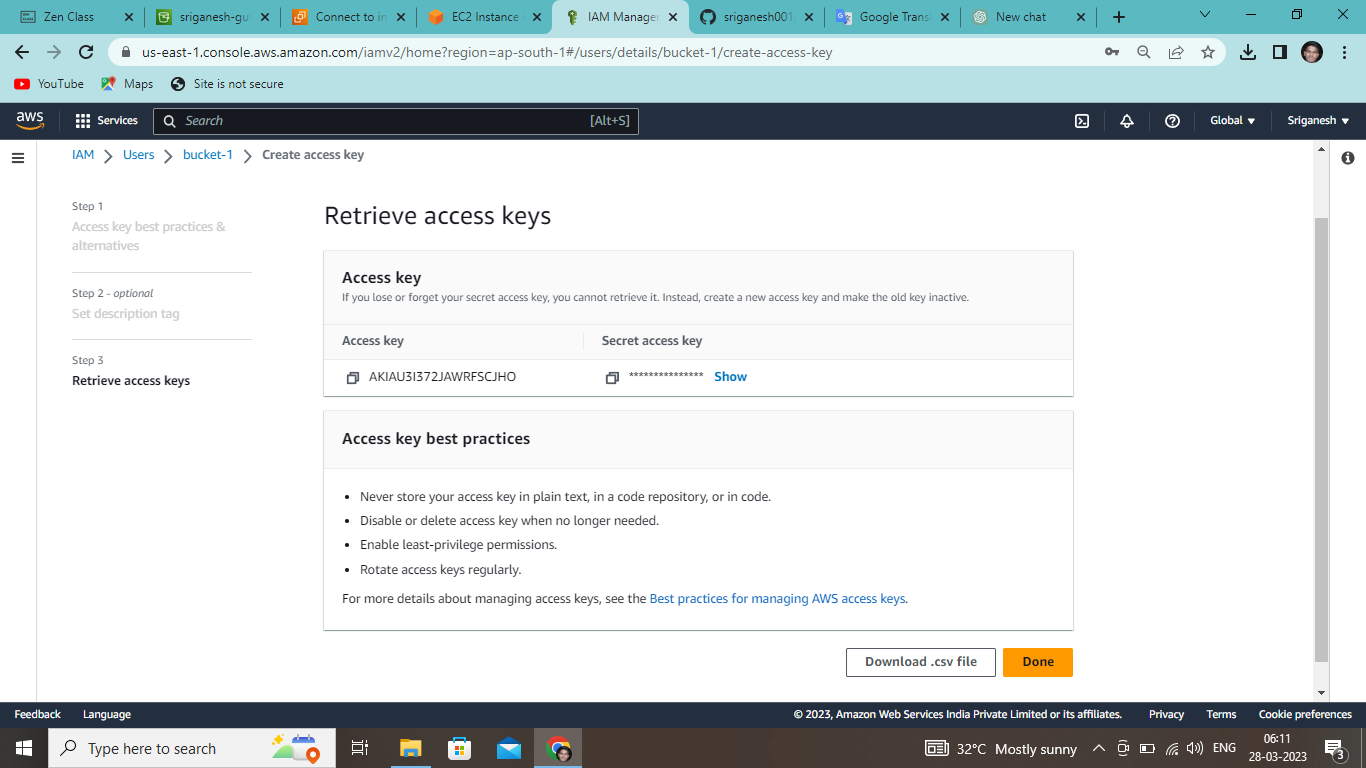 Zen Class
sriganesh-gu
Connect to in
EC2 Instance
IAM Manager
sriganesh001
Google Trans
New chat
us-east-1.console.aws.amazon.com/iamv2/home?region=ap-south-1#/users/details/bucket-1/create-access-key
YouTube
Maps
Site is not secure
aws
Services
Search
[Alt+S]
Global
Sriganesh
IAM
Users
bucket-1
Create access key
Step 1
Access key best practices &
alternatives
Step 2 - optional
Set description tag
Step 3
Retrieve access keys
Retrieve access keys
Access key
If you lose or forget your secret access key, you cannot retrieve it. Instead, create a new access key and make the old key inactive.
Access key
Secret access key
AKIAU3I372JAWRFSCJHO
***************
Show
Access key best practices
• Never store your access key in plain text, in a code repository, or in code.
• Disable or delete access key when no longer needed.
• Enable least-privilege permissions.
• Rotate access keys regularly.
For more details about managing access keys, see the Best practices for managing AWS access keys.
Download .csv file
Done
Feedback
Language
© 2023, Amazon Web Services India Private Limited or its affiliates.
Privacy
Terms
Cookie preferences
Type here to search
32°C Mostly sunny
ENG
06:11
28-03-2023
3